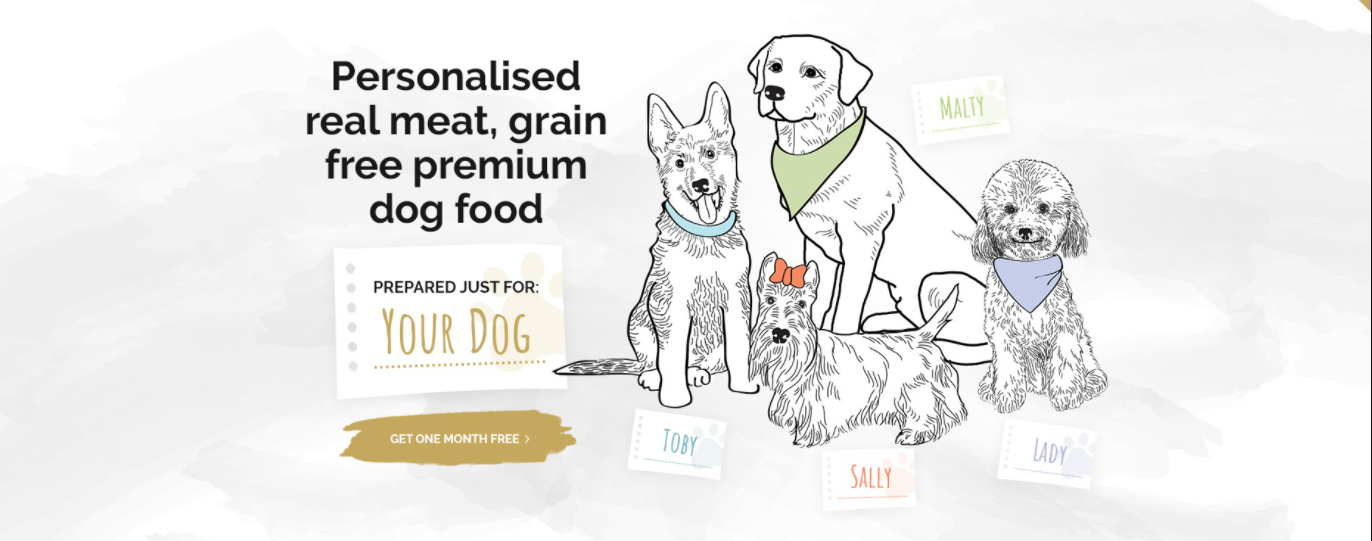 Personalised
real meat, grain
free premium
dog food
PREPARED JUST FOR:
Your Dog
GET ONE MONTH FREE >
Malty
Toby
Sally
Lady